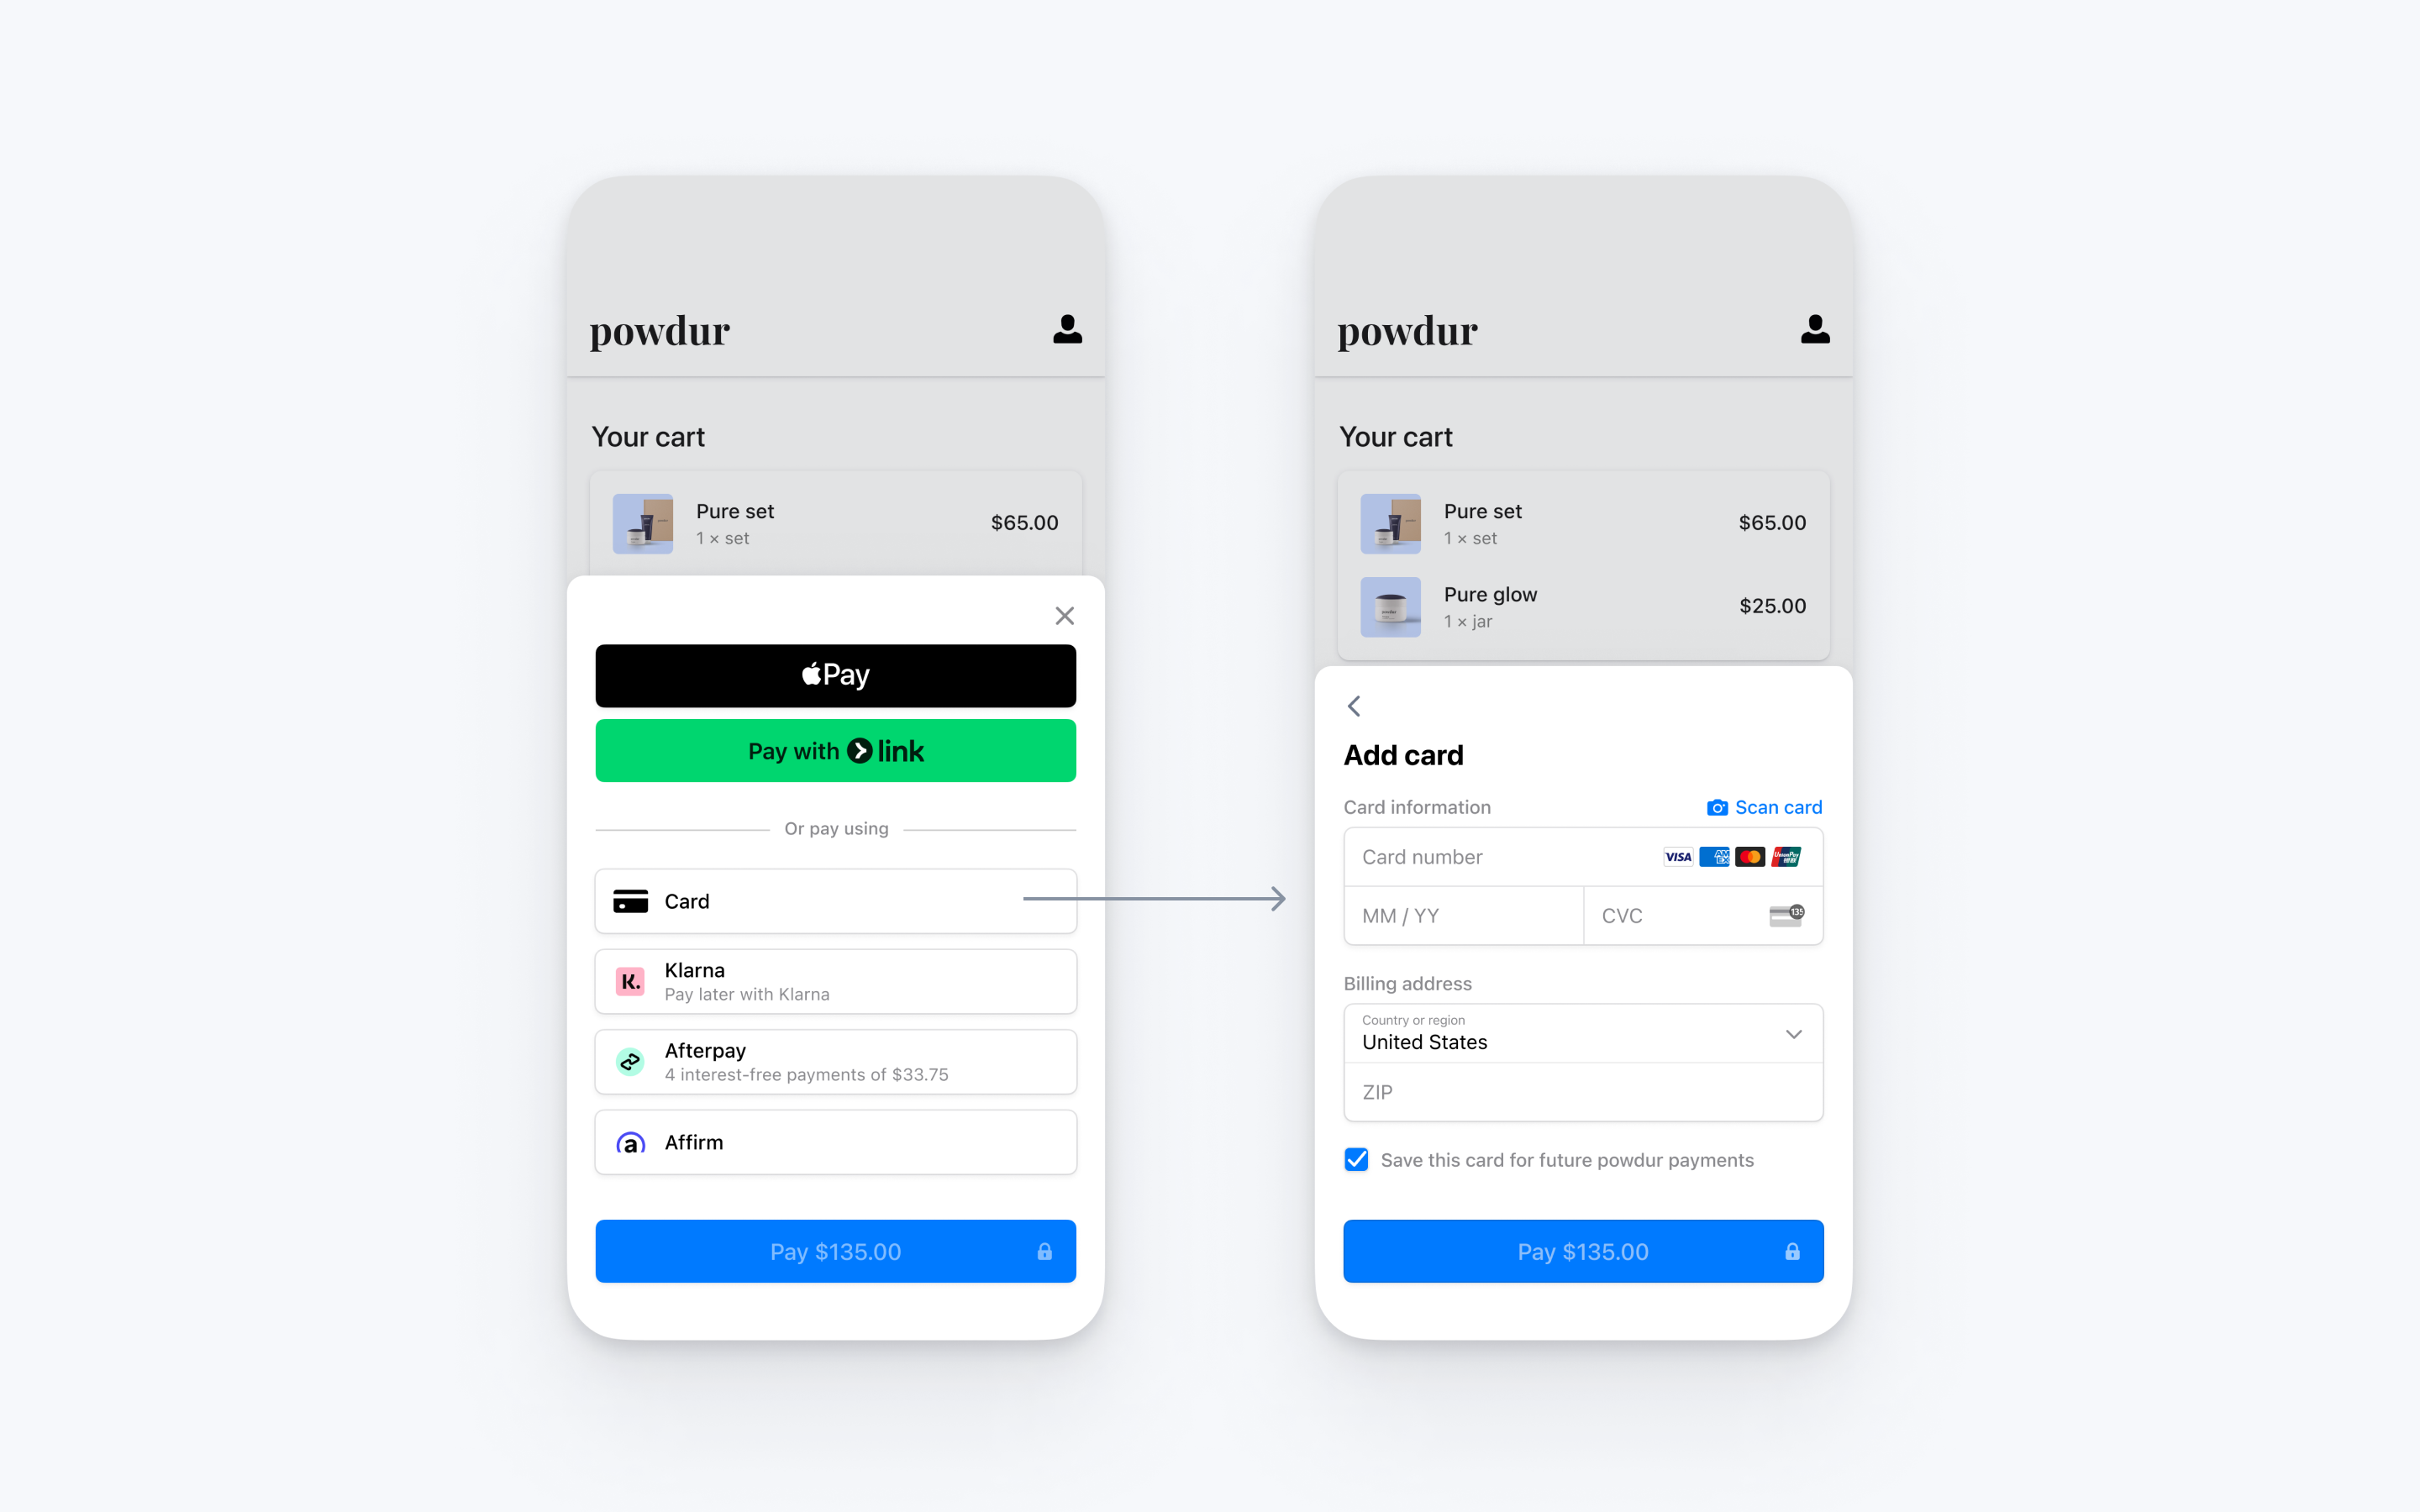 powdur
Your cart
Pure set
1 × set
$65.00
Pay
Pay with link
Or pay using
Card
K. Klarna
Pay later with Klarna
Afterpay
4 interest-free payments of $33.75
a Affirm
Pay $135.00
powdur
Your cart
Pure set
1 × set
$65.00
Pure glow
1 × jar
$25.00
Add card
Card information
Scan card
Card number VISA AMEX UnionPay
MM / YY
CVC 135
Billing address
Country or region
United States
ZIP
Save this card for future powdur payments
Pay $135.00